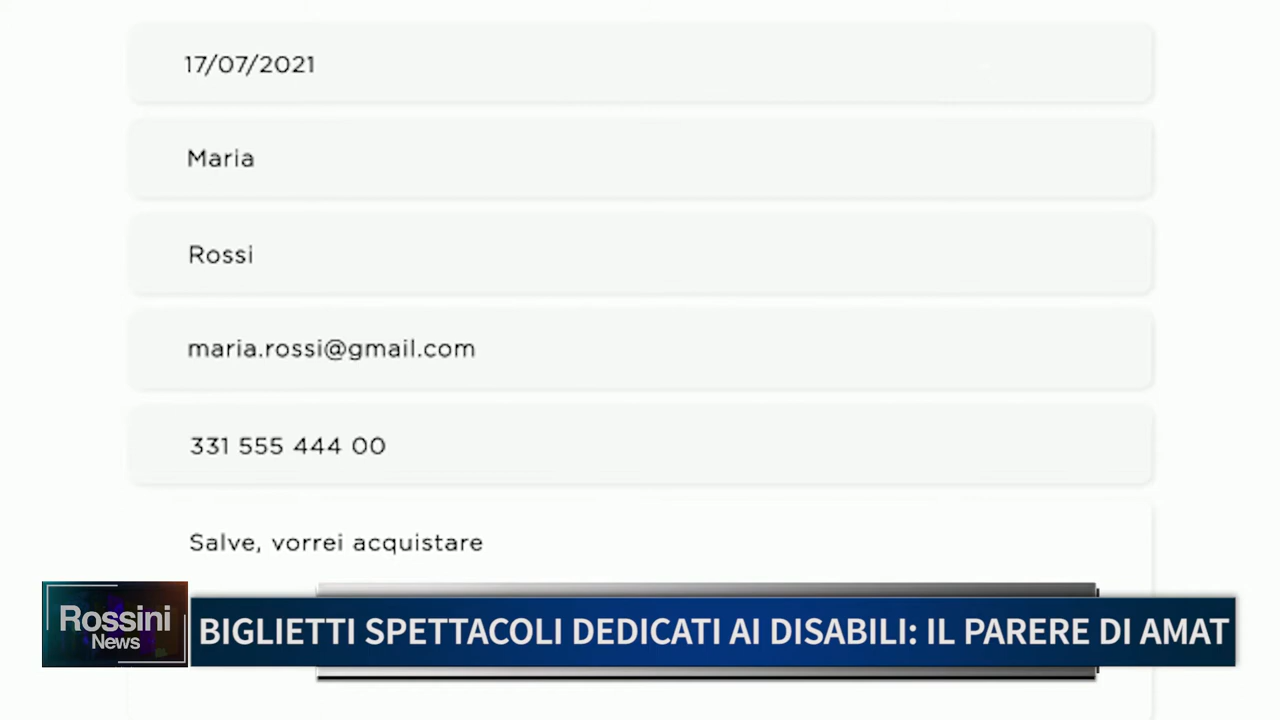 17/07/2021
Maria
Rossi
maria.rossi@gmail.com
331 555 444 00
Salve, vorrei acquistare
Rossini
News
BIGLIETTI SPETTACOLI DEDICATI AI DISABILI: IL PARERE DI AMAT